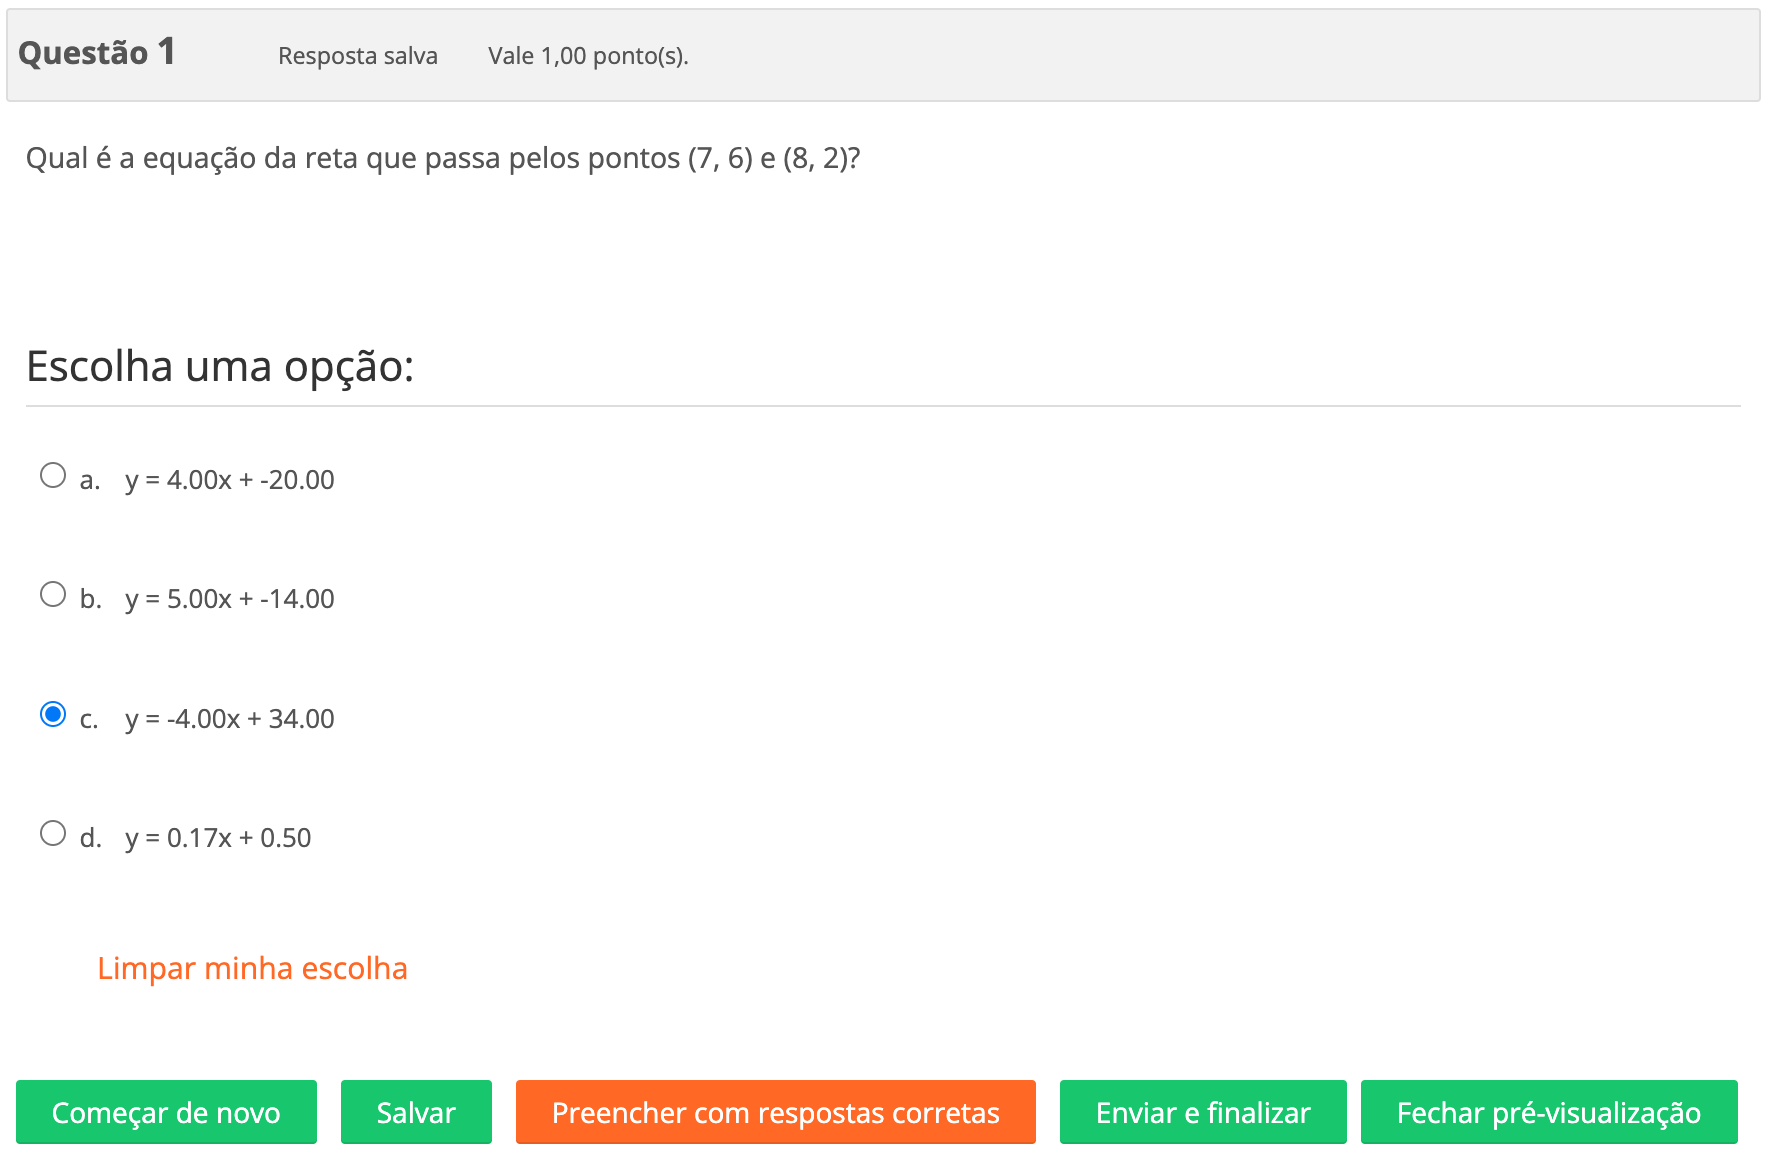 Questão 1 Resposta salva Vale 1,00 ponto(s).
Qual é a equação da reta que passa pelos pontos (7, 6) e (8, 2)?
Escolha uma opção:
a. y = 4.00x + -20.00
b. y = 5.00x + -14.00
c. y = -4.00x + 34.00
d. y = 0.17x + 0.50
Limpar minha escolha
Começar de novo Salvar Preencher com respostas corretas Enviar e finalizar Fechar pré-visualização